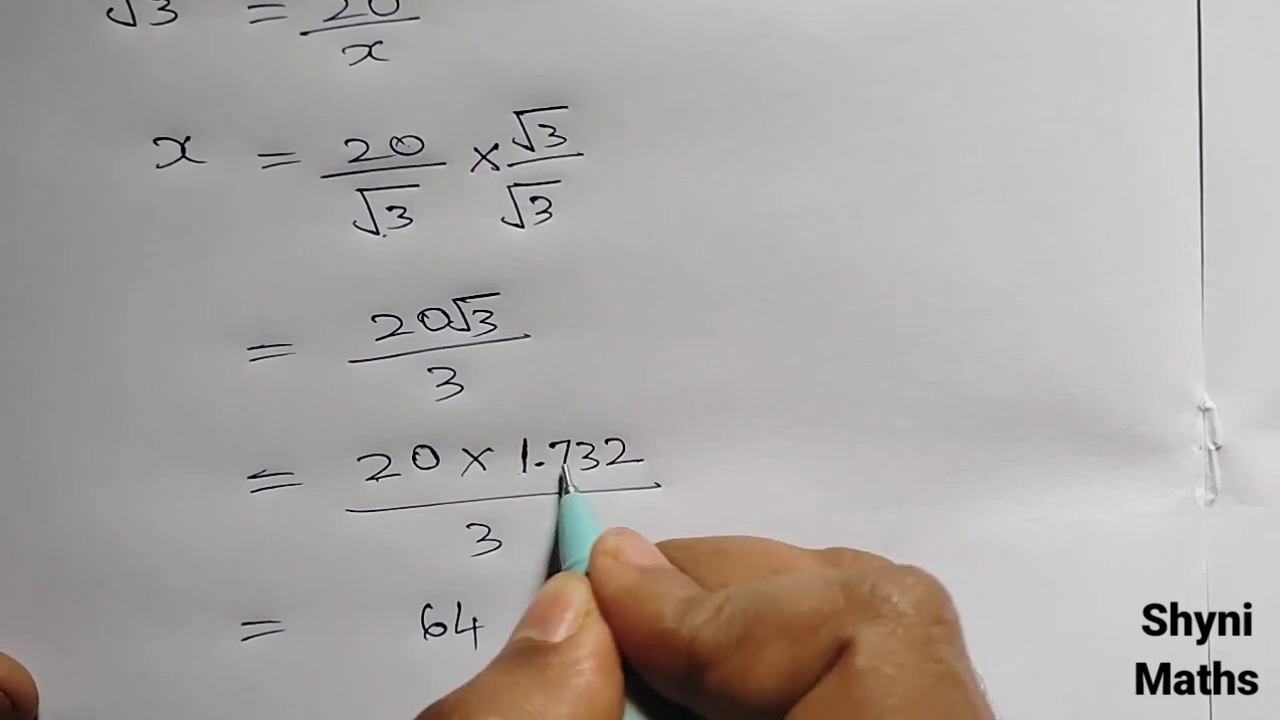 √3 = 20/x
x = 20/√3 × √3/√3
= 20√3/3
= 20 × 1.732/3
= 64
Shyni
Maths